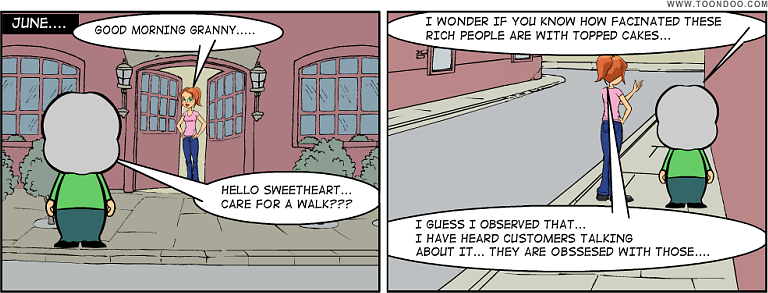 WWW.TOONDOO.COM
JUNE....
GOOD MORNING GRANNY.....
HELLO SWEETHEART...
CARE FOR A WALK???
I WONDER IF YOU KNOW HOW FACINATED THESE
RICH PEOPLE ARE WITH TOPPED CAKES...
I GUESS I OBSERVED THAT...
I HAVE HEARD CUSTOMERS TALKING
ABOUT IT... THEY ARE OBSSESED WITH THOSE....